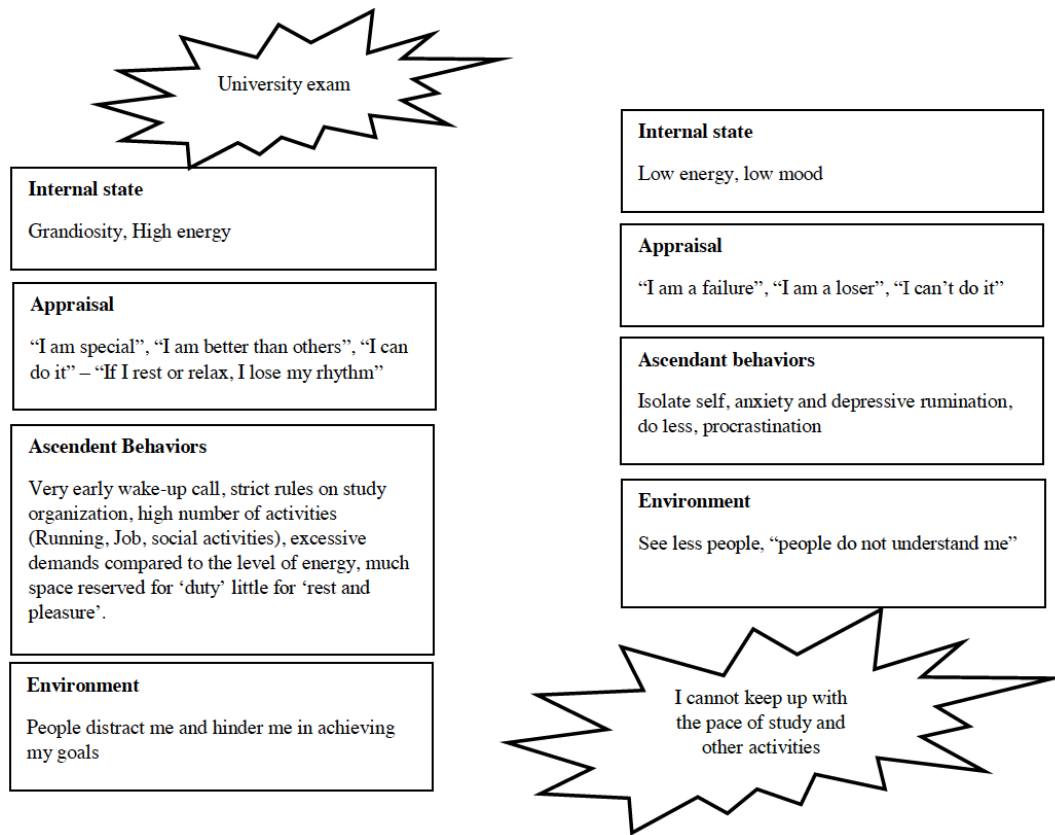 University exam
Internal state
Grandiosity, High energy
Appraisal
“I am special”, “I am better than others”, “I can
do it” – “If I rest or relax, I lose my rhythm”
Ascendent Behaviors
Very early wake-up call, strict rules on study
organization, high number of activities
(Running, Job, social activities), excessive
demands compared to the level of energy, much
space reserved for ‘duty’ little for ‘rest and
pleasure’.
Environment
People distract me and hinder me in achieving
my goals
Internal state
Low energy, low mood
Appraisal
“I am a failure”, “I am a loser”, “I can’t do it”
Ascendant behaviors
Isolate self, anxiety and depressive rumination,
do less, procrastination
Environment
See less people, “people do not understand me”
I cannot keep up with
the pace of study and
other activities